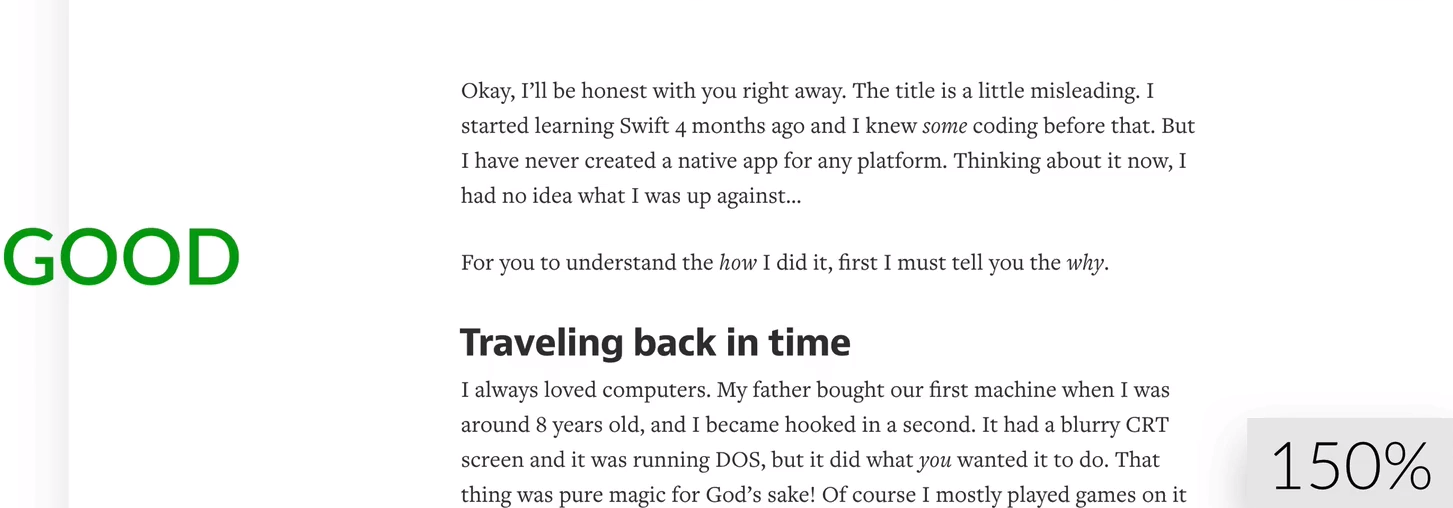 Okay, I’ll be honest with you right away. The title is a little misleading. I
started learning Swift 4 months ago and I knew some coding before that. But
I have never created a native app for any platform. Thinking about it now, I
had no idea what I was up against…
GOOD
For you to understand the how I did it, first I must tell you the why.
Traveling back in time
I always loved computers. My father bought our first machine when I was
around 8 years old, and I became hooked in a second. It had a blurry CRT
screen and it was running DOS, but it did what you wanted it to do. That
thing was pure magic for God’s sake! Of course I mostly played games on it
150%